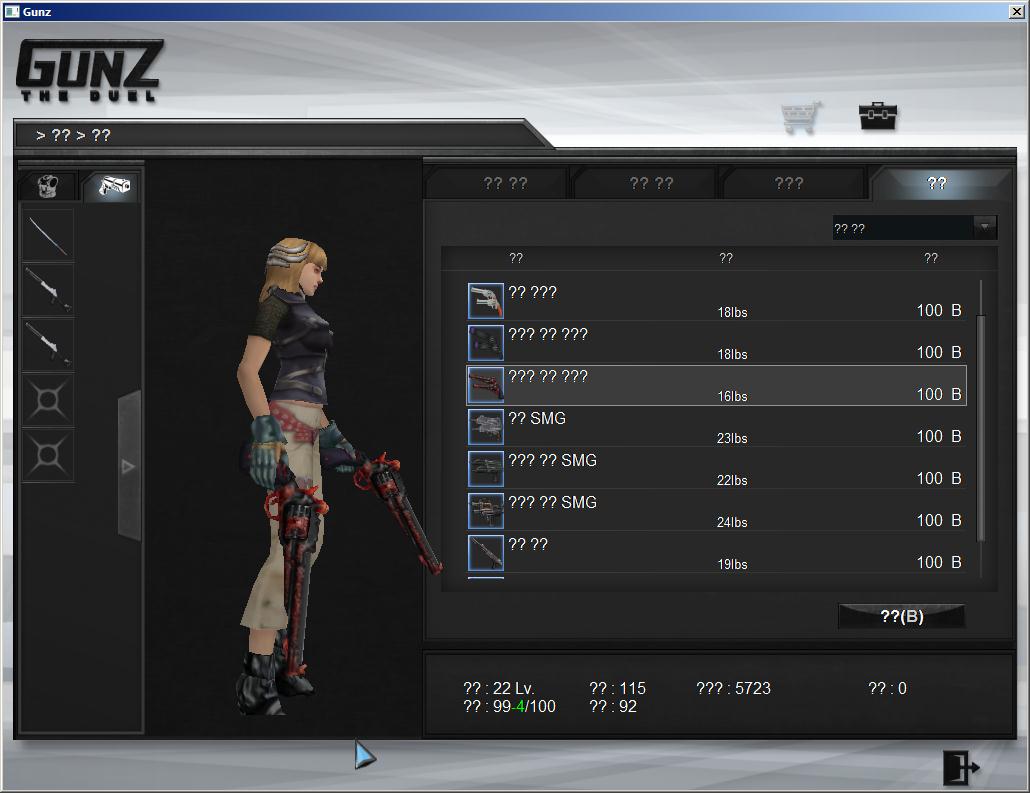 Gunz
GUNZ
THE DUEL
> ?? > ??
?? ??
?? ??
???
??
?? ??
??
??
??
?? ???
18lbs
100 B
??? ?? ???
18lbs
100 B
??? ?? ???
16lbs
100 B
?? SMG
23lbs
100 B
??? ?? SMG
22lbs
100 B
??? ?? SMG
24lbs
100 B
?? ??
19lbs
100 B
??(B)
?? : 22 Lv.
?? : 115
??? : 5723
?? : 0
?? : 99-4/100
?? : 92